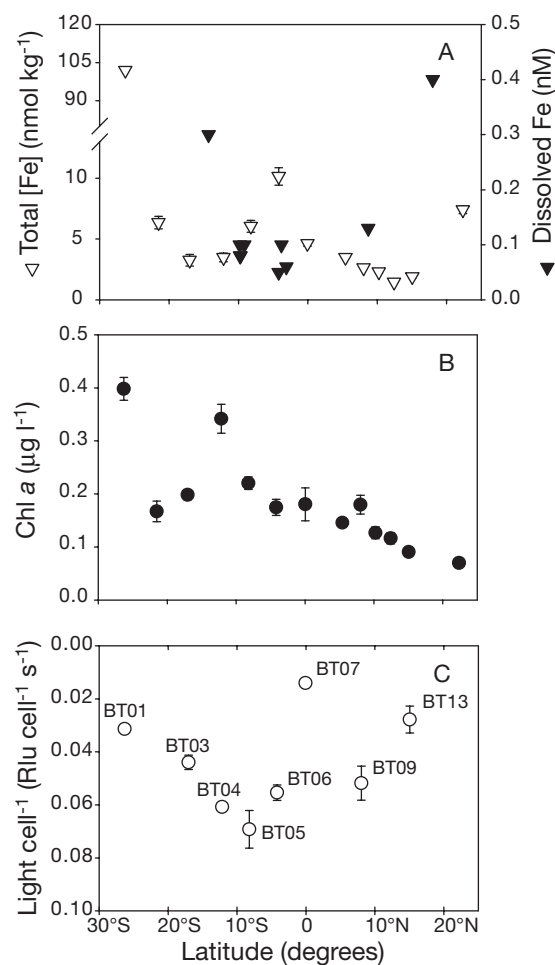 A
▽ Total [Fe] (nmol kg⁻¹)
120
105
90
10
5
0
0.5
0.4
0.3
0.2
0.1
0.0
▼ Dissolved Fe (nM)
B
Chl a (µg l⁻¹)
0.5
0.4
0.3
0.2
0.1
0.0
C
Light cell⁻¹ (Rlu cell⁻¹ s⁻¹)
0.00
0.02
0.04
0.06
0.08
0.10
BT07
BT13
BT01
BT03
BT06
BT09
BT04
BT05
30°S 20°S 10°S 0 10°N 20°N
Latitude (degrees)